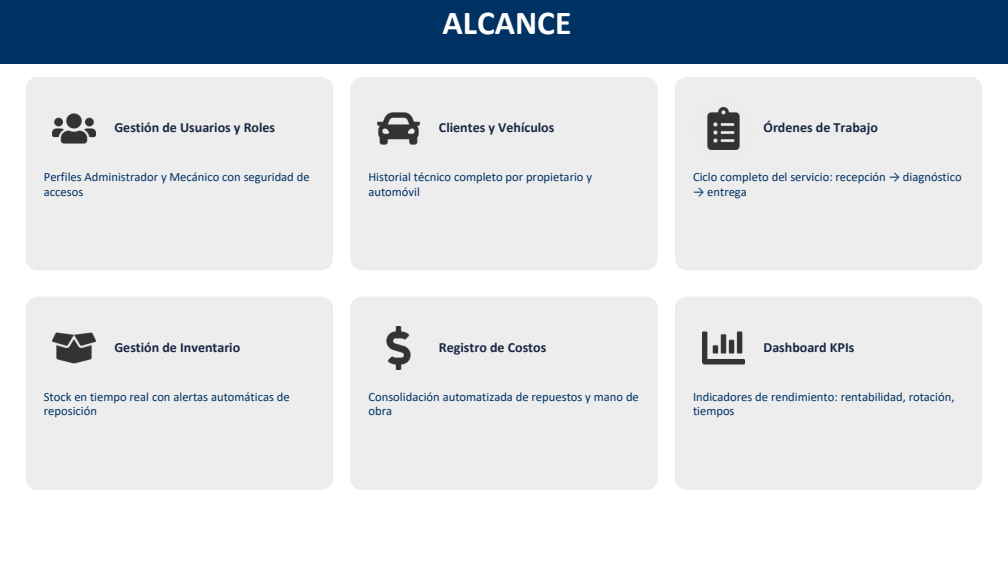 ALCANCE
Gestión de Usuarios y Roles
Perfiles Administrador y Mecánico con seguridad de
accesos
Clientes y Vehículos
Historial técnico completo por propietario y
automóvil
Órdenes de Trabajo
Ciclo completo del servicio: recepción → diagnóstico
→ entrega
Gestión de Inventario
Stock en tiempo real con alertas automáticas de
reposición
Registro de Costos
Consolidación automatizada de repuestos y mano de
obra
Dashboard KPIs
Indicadores de rendimiento: rentabilidad, rotación,
tiempos